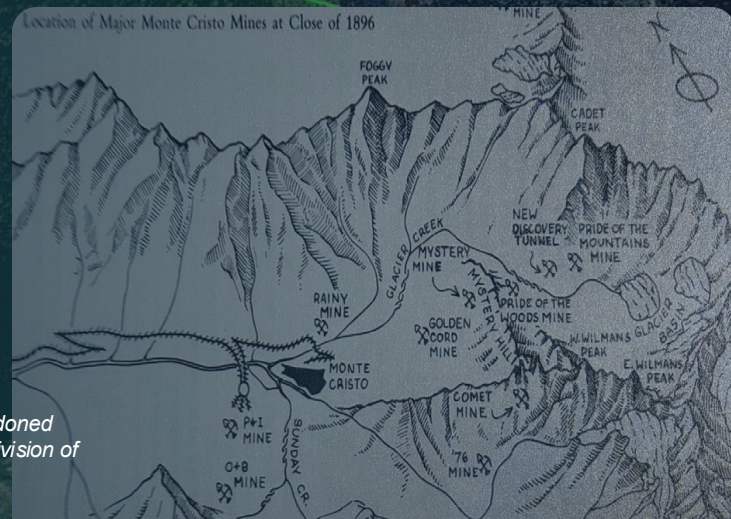 Location of Major Monte Cristo Mines at Close of 1896
MINE
N
FOGGY
PEAK
CADET
PEAK
NEW
DISCOVERY
TUNNEL
PRIDE OF THE
MOUNTAINS
MINE
GLACIER CREEK
MYSTERY
MINE
MYSTERY HILL
PRIDE OF THE
WOODS MINE
GLACIER
BASIN
RAINY
MINE
GOLDEN
CORD
MINE
W.WILMANS
PEAK
E.WILMANS
PEAK
MONTE
CRISTO
COMET
MINE
doned
vision of
P+I
MINE
SUNDAY CR.
'76
MINE
O+B
MINE